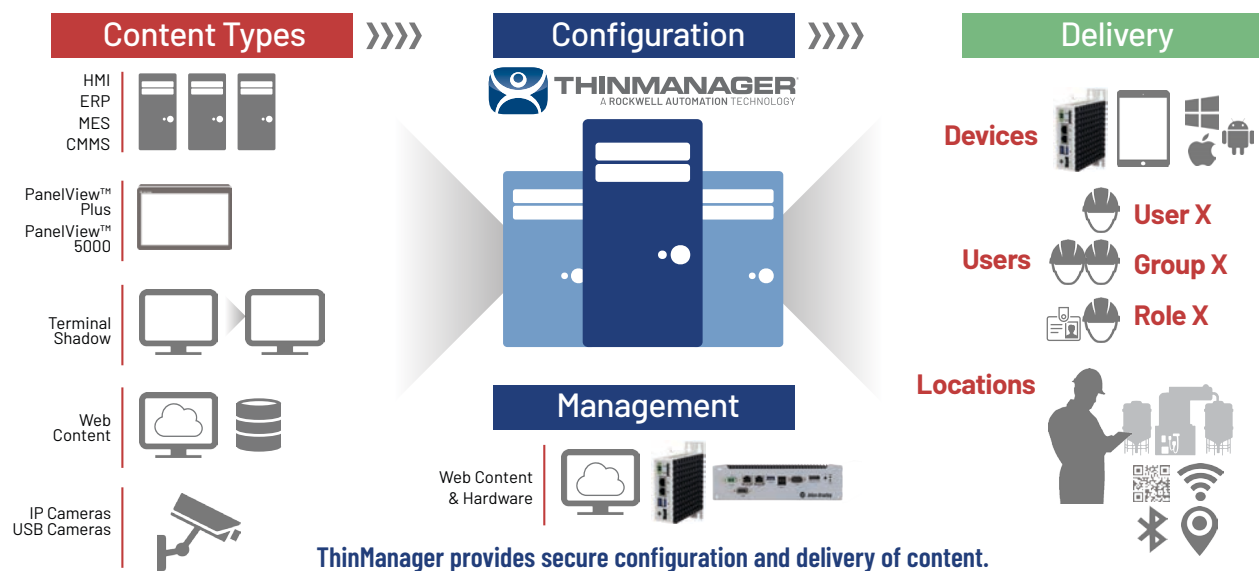 Content Types
Configuration
Delivery
HMI
ERP
MES
CMMS
PanelView™
Plus
PanelView™
5000
Terminal
Shadow
Web
Content
IP Cameras
USB Cameras
THINMANAGER
A ROCKWELL AUTOMATION TECHNOLOGY
Management
Web Content
& Hardware
Allen-Bradley
Devices
Users
User X
Group X
Role X
Locations
ThinManager provides secure configuration and delivery of content.